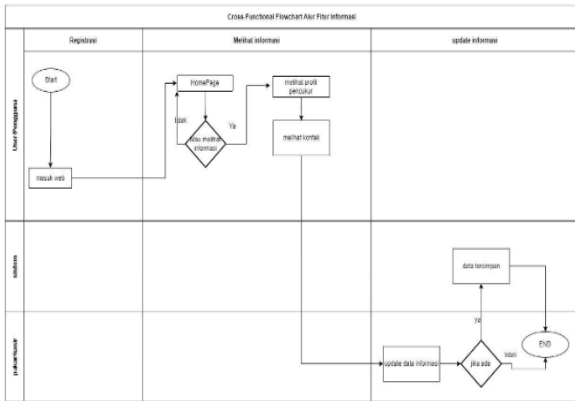 Cross-Functional Flowchart Alur Fitur Informasi
Registrasi
Melihat informasi
update informasi
User/Pengguna
Start
masuk web
HomePage
tidak
Ya
Mau melihat
informasi
melihat profil
pencukur
melihat kontak
sistem
data tersimpan
update data informasi
ya
jika ada
tidak
END